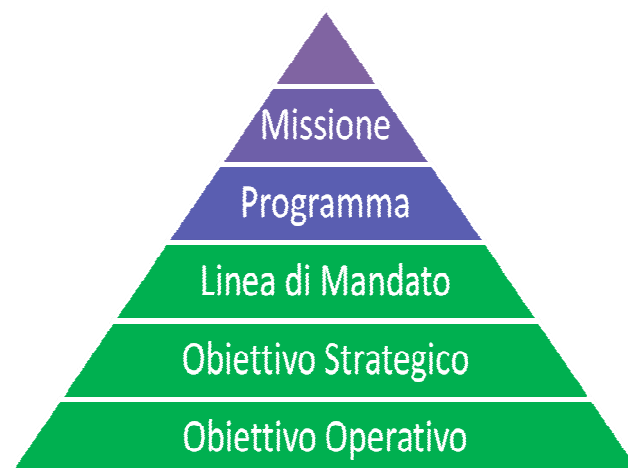 Missione
Programma
Linea di Mandato
Obiettivo Strategico
Obiettivo Operativo